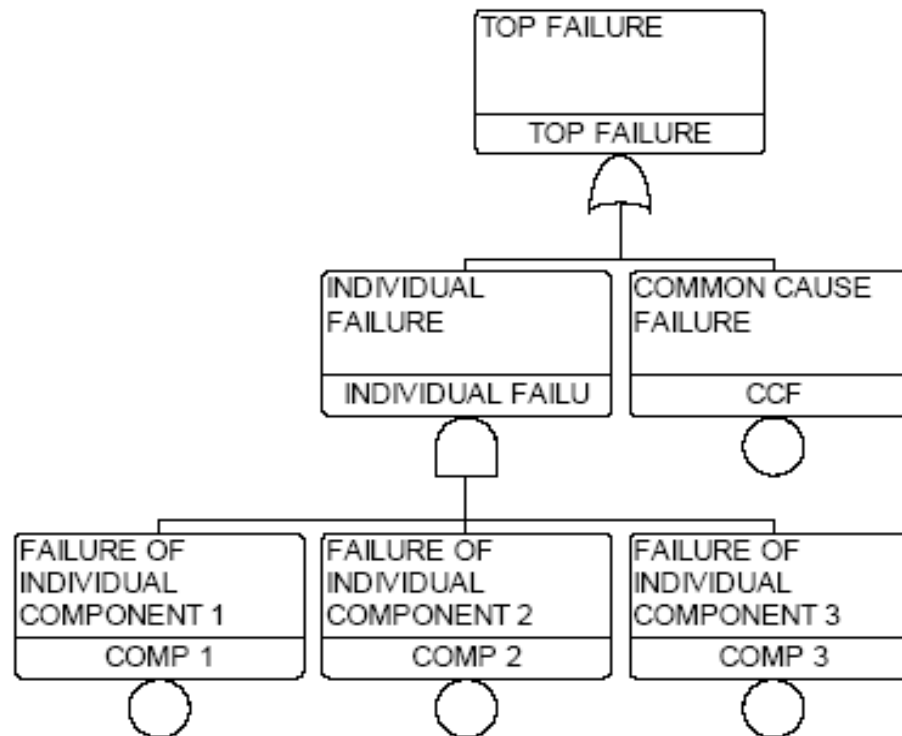 TOP FAILURE
TOP FAILURE
INDIVIDUAL
FAILURE
INDIVIDUAL FAILU
COMMON CAUSE
FAILURE
CCF
FAILURE OF
INDIVIDUAL
COMPONENT 1
COMP 1
FAILURE OF
INDIVIDUAL
COMPONENT 2
COMP 2
FAILURE OF
INDIVIDUAL
COMPONENT 3
COMP 3